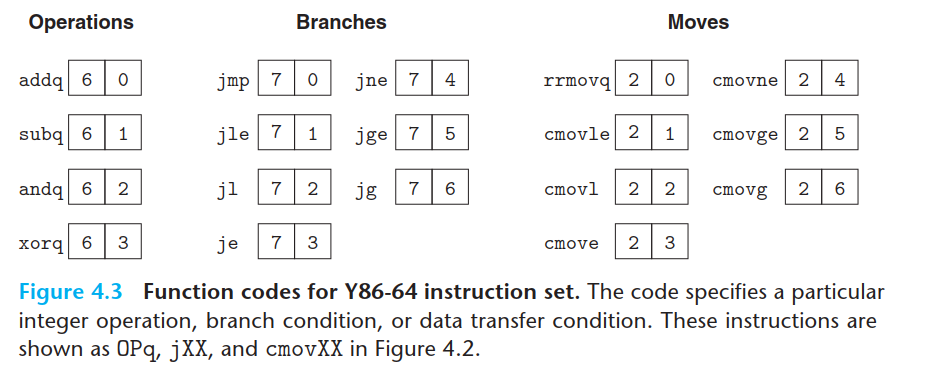 Operations Branches Moves
addq 6 0 jmp 7 0 jne 7 4 rrmovq 2 0 cmovne 2 4
subq 6 1 jle 7 1 jge 7 5 cmovle 2 1 cmovge 2 5
andq 6 2 jl 7 2 jg 7 6 cmovl 2 2 cmovg 2 6
xorq 6 3 je 7 3 cmove 2 3
Figure 4.3 Function codes for Y86-64 instruction set. The code specifies a particular
integer operation, branch condition, or data transfer condition. These instructions are
shown as OPq, jXX, and cmovXX in Figure 4.2.